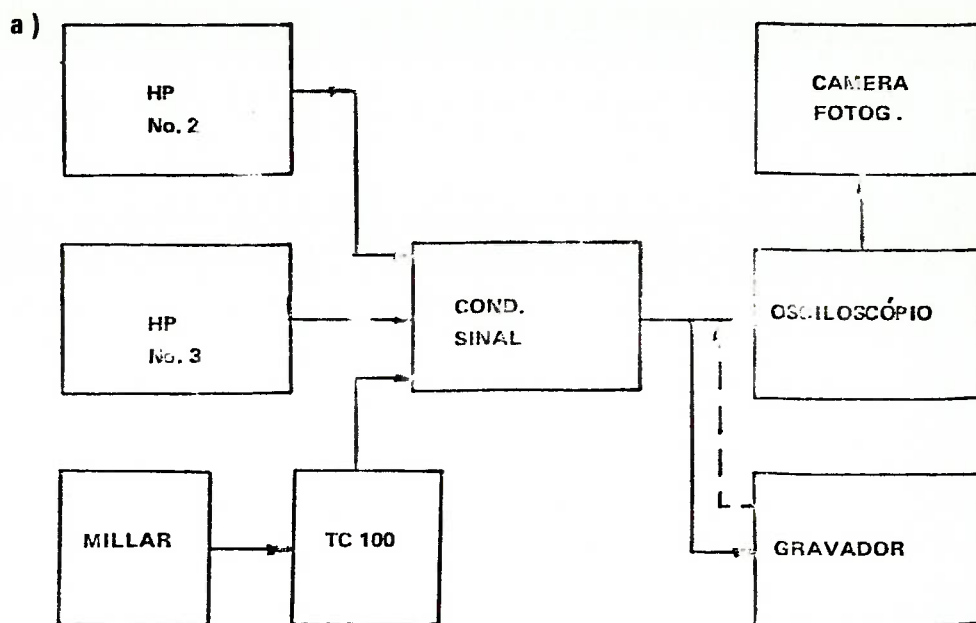 a )
HP
No. 2
CAMERA
FOTOG.
HP
No. 3
COND.
SINAL
OSCILOSCÓPIO
MILLAR
TC 100
GRAVADOR